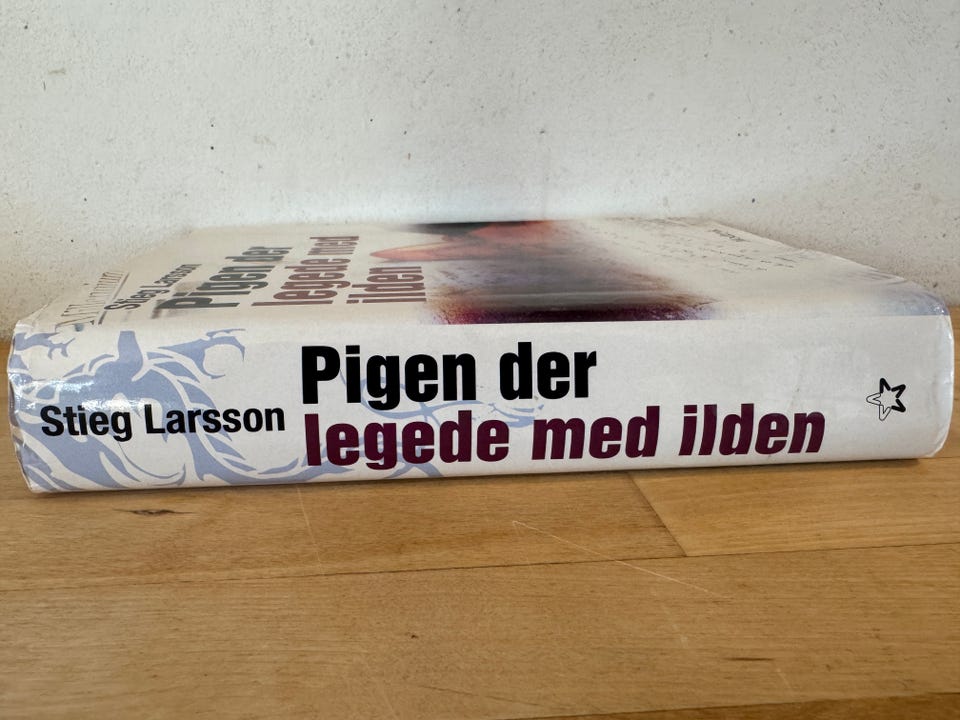 Stieg Larsson
Pigen der
legede med
ilden
Stieg Larsson
Pigen der
legede med ilden